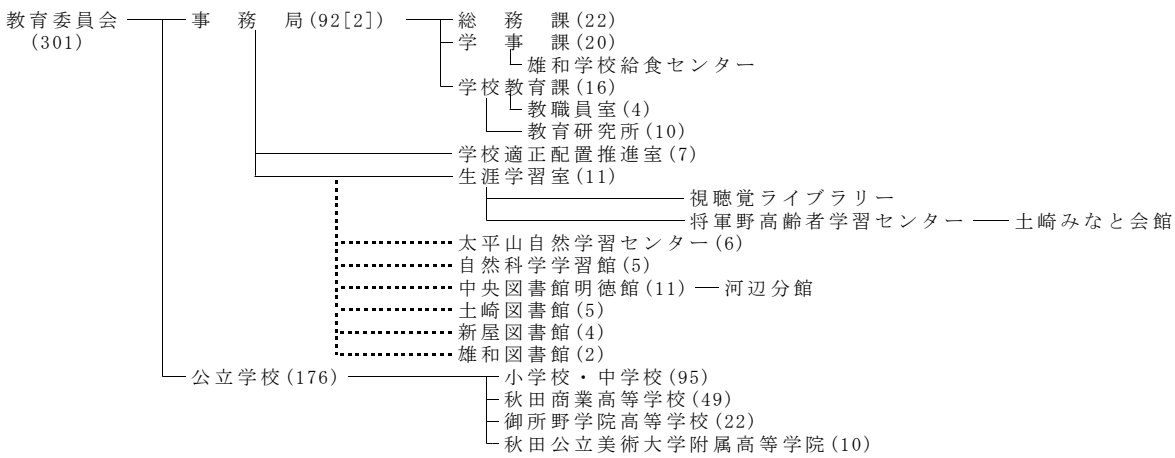 教育委員会 事務局(92[2]) 総務課(22)
(301) 学事課(20)
雄和学校給食センター
学校教育課(16)
教職員室(4)
教育研究所(10)
学校適正配置推進室(7)
生涯学習室(11)
視聴覚ライブラリー
将軍野高齢者学習センター 土崎みなと会館
太平山自然学習センター(6)
自然科学学習館(5)
中央図書館明徳館(11) 河辺分館
土崎図書館(5)
新屋図書館(4)
雄和図書館(2)
公立学校(176) 小学校・中学校(95)
秋田商業高等学校(49)
御所野学院高等学校(22)
秋田公立美術大学附属高等学院(10)